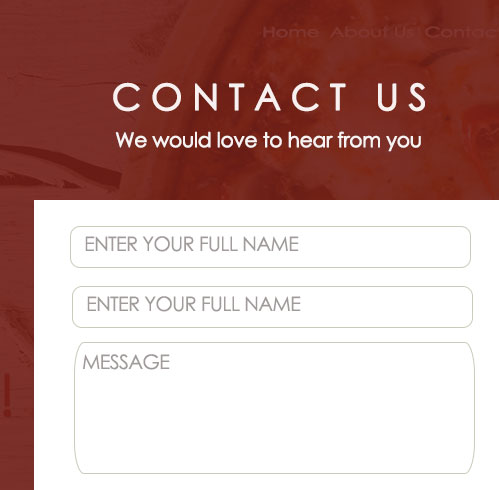 Home About Us Contac
CONTACT US
We would love to hear from you
ENTER YOUR FULL NAME
ENTER YOUR FULL NAME
MESSAGE
!